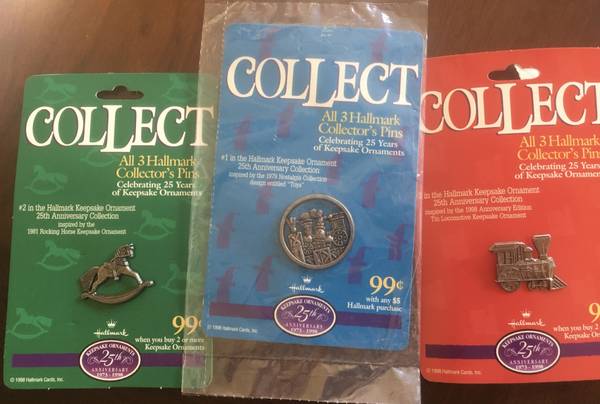 COLLECT
All 3 Hallmark
Collector's Pins
Celebrating 25 Years
of Keepsake Ornaments
#2 in the Hallmark Keepsake Ornament
25th Anniversary Collection
inspired by the
1981 Rocking Horse Keepsake Ornament
99¢
when you buy 2 or more
Keepsake Ornaments
Hallmark
KEEPSAKE ORNAMENTS
25th
ANNIVERSARY
1973 - 1998
© 1998 Hallmark Cards, Inc.
COLLECT
All 3 Hallmark
Collector's Pins
Celebrating 25 Years
of Keepsake Ornaments
#1 in the Hallmark Keepsake Ornament
25th Anniversary Collection
inspired by the 1979 Nostalgia Collection
design entitled "Toys"
99¢
with any $5
Hallmark purchase
Hallmark
KEEPSAKE ORNAMENTS
25th
ANNIVERSARY
1973 - 1998
© 1998 Hallmark Cards, Inc.
COLLECT
All 3 Hallmark
Collector's Pins
Celebrating 25 Years
of Keepsake Ornaments
in the Hallmark Keepsake Ornament
25th Anniversary Collection
inspired by the 1998 Anniversary Edition
Tin Locomotive Keepsake Ornament
99¢
when you buy 2 or
Keepsake Orn
Hallmark
KEEPSAKE ORNAMENTS
25th
ANNIVERSARY
1973 - 1998
© 1998 Hallmark Cards, Inc.